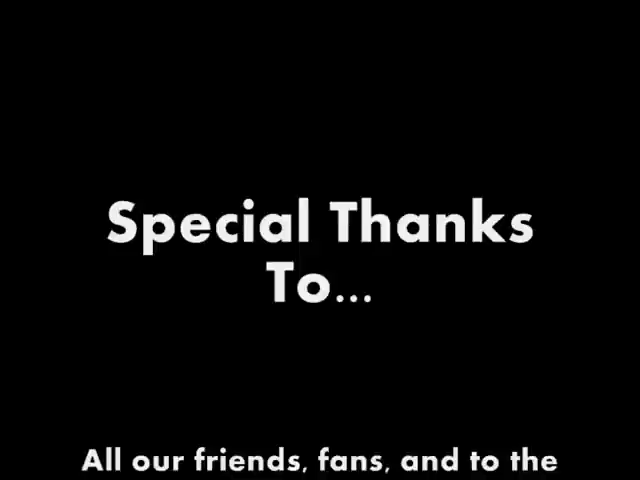 Special Thanks
To...
All our friends, fans, and to the